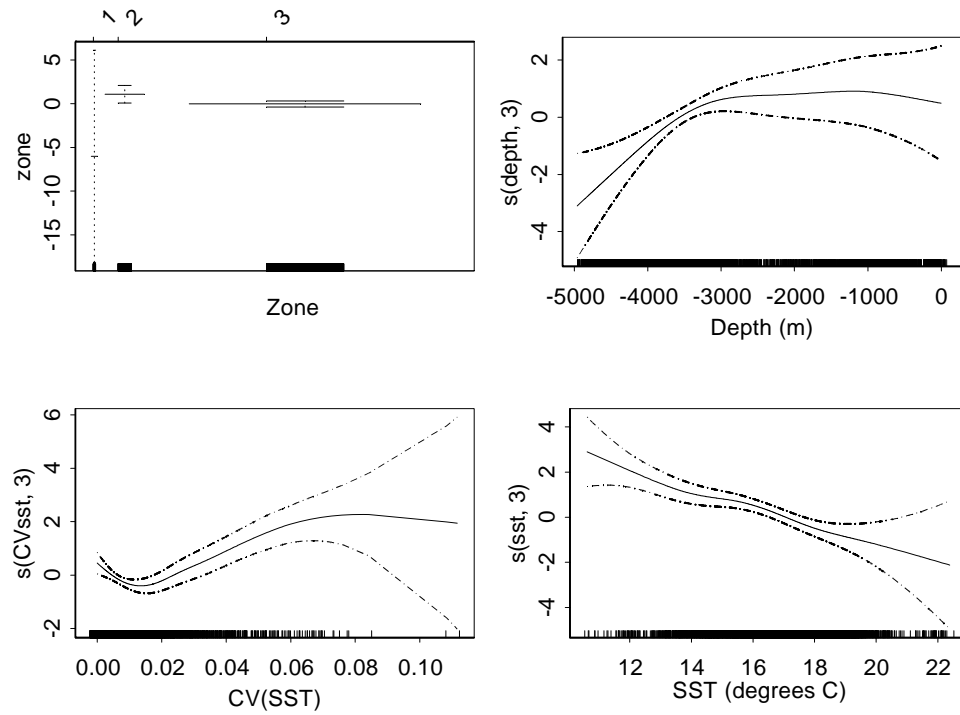 1 2 3
zone
5
0
-5
-10
-15
Zone
s(depth, 3)
2
0
-2
-4
-5000 -4000 -3000 -2000 -1000 0
Depth (m)
s(CVsst, 3)
6
4
2
0
-2
0.00 0.02 0.04 0.06 0.08 0.10
CV(SST)
s(sst, 3)
4
2
0
-2
-4
12 14 16 18 20 22
SST (degrees C)